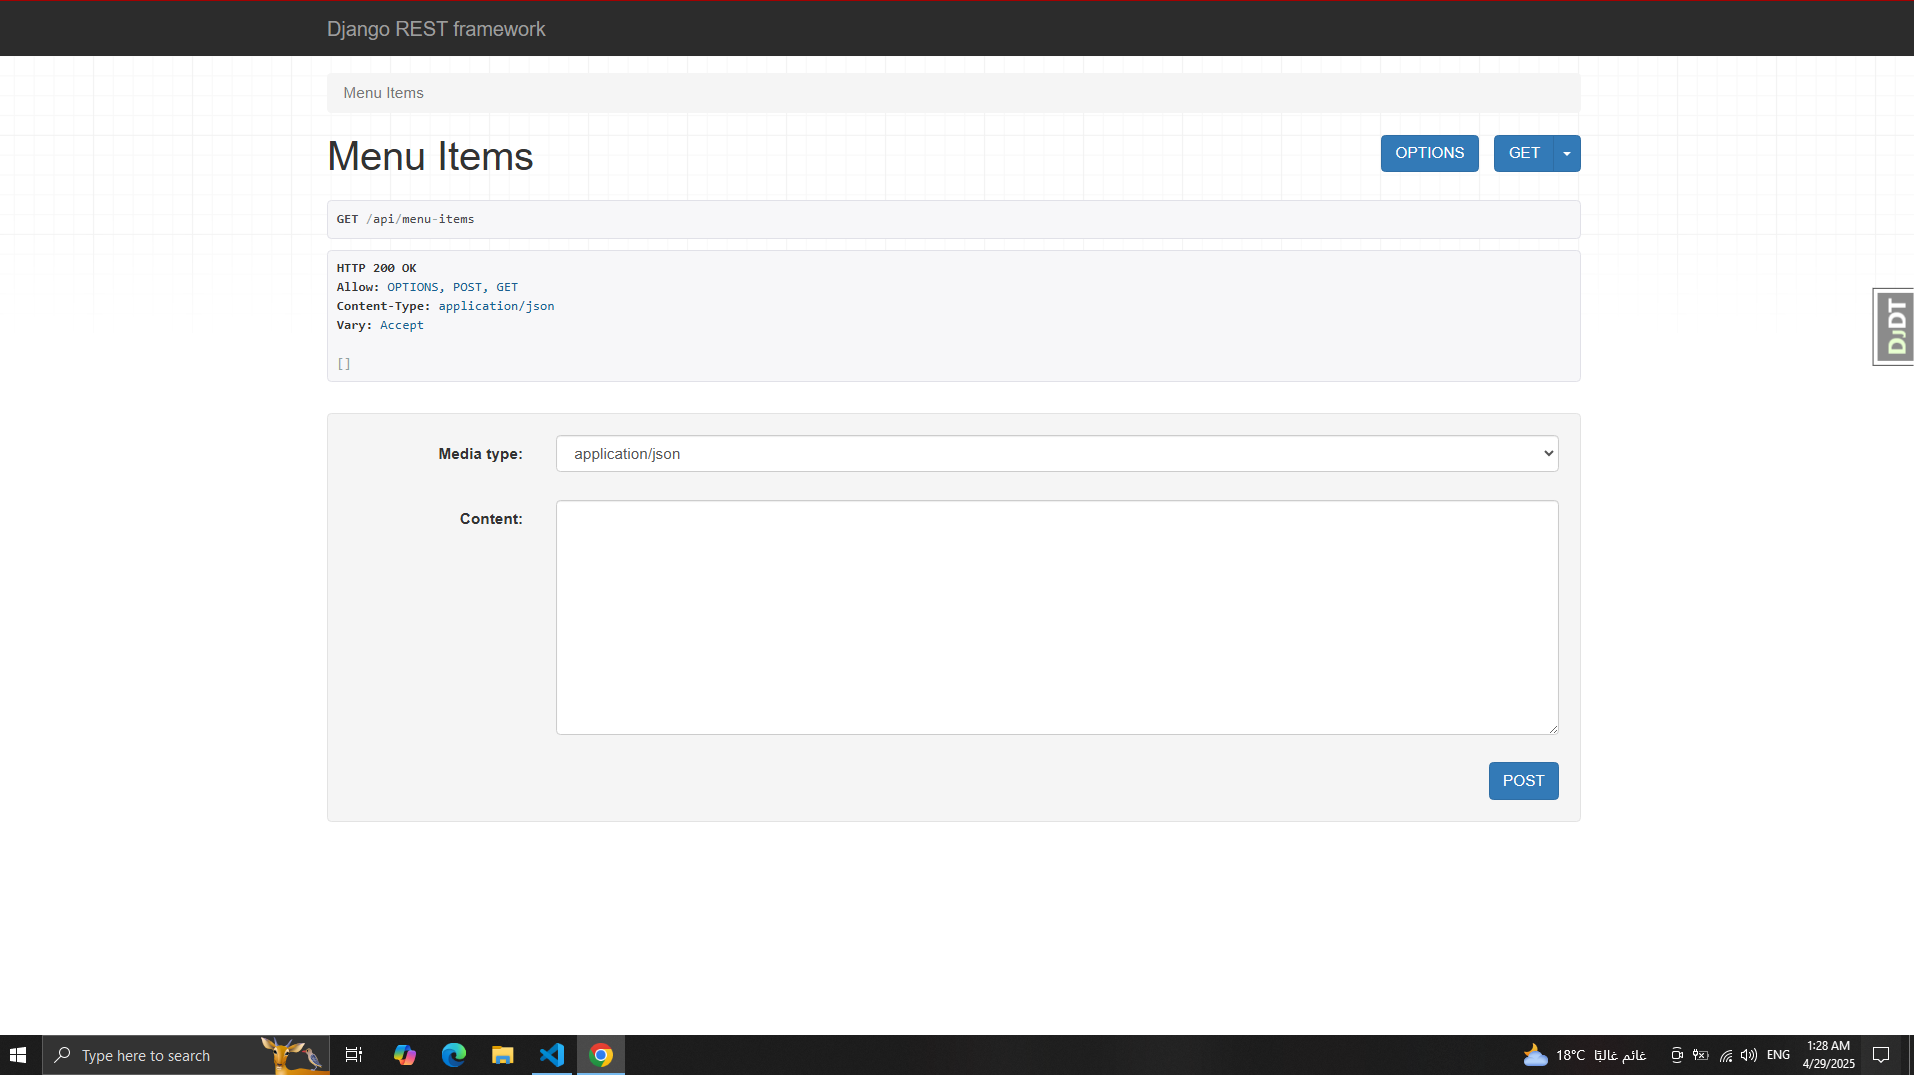 Django REST framework
Menu Items
Menu Items
OPTIONS
GET
GET /api/menu-items
HTTP 200 OK
Allow: OPTIONS, POST, GET
Content-Type: application/json
Vary: Accept
[]
DJDT
Media type:
application/json
Content:
POST
Type here to search
18°C غائم غالبًا
ENG
1:28 AM
4/29/2025